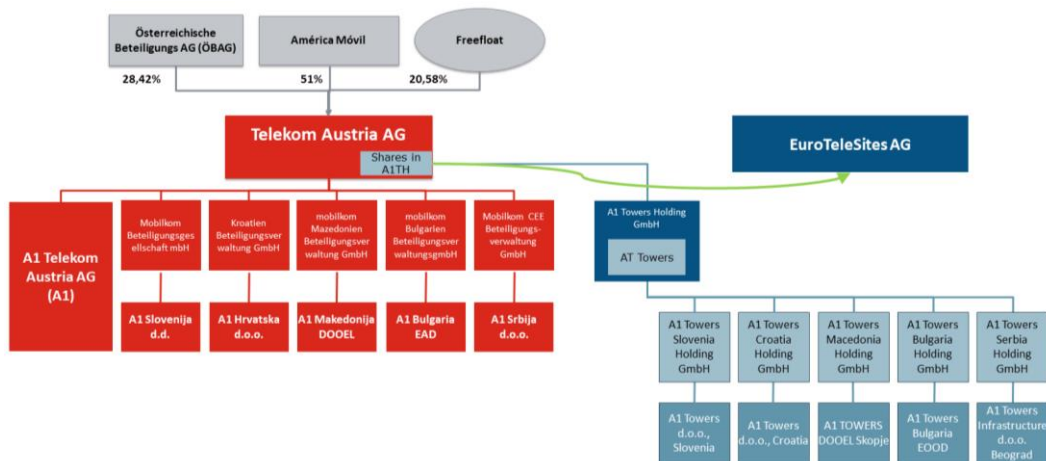 Österreichische
Beteiligungs AG (ÖBAG)
América Móvil
Freefloat
28,42%
51%
20,58%
Telekom Austria AG
Shares in
A1TH
EuroTeleSites AG
A1 Telekom
Austria AG
(A1)
Mobilkom
Beteiligungsges
ellschaft mbH
Kroatien
Beteiligungsver
waltung GmbH
mobilkom
Mazedonien
Beteiligungsver
waltung GmbH
mobilkom
Bulgarien
Beteiligungsver
waltungsgmbH
Mobilkom CEE
Beteiligungs-
verwaltung
GmbH
A1 Towers Holding
GmbH
AT Towers
A1 Slovenija
d.d.
A1 Hrvatska
d.o.o.
A1 Makedonija
DOOEL
A1 Bulgaria
EAD
A1 Srbija
d.o.o.
A1 Towers
Slovenia
Holding
GmbH
A1 Towers
Croatia
Holding
GmbH
A1 Towers
Macedonia
Holding
GmbH
A1 Towers
Bulgaria
Holding
GmbH
A1 Towers
Serbia
Holding
GmbH
A1 Towers
d.o.o.,
Slovenia
A1 Towers
d.o.o., Croatia
A1 TOWERS
DOOEL Skopje
A1 Towers
Bulgaria
EOOD
A1 Towers
Infrastructure
d.o.o.
Beograd